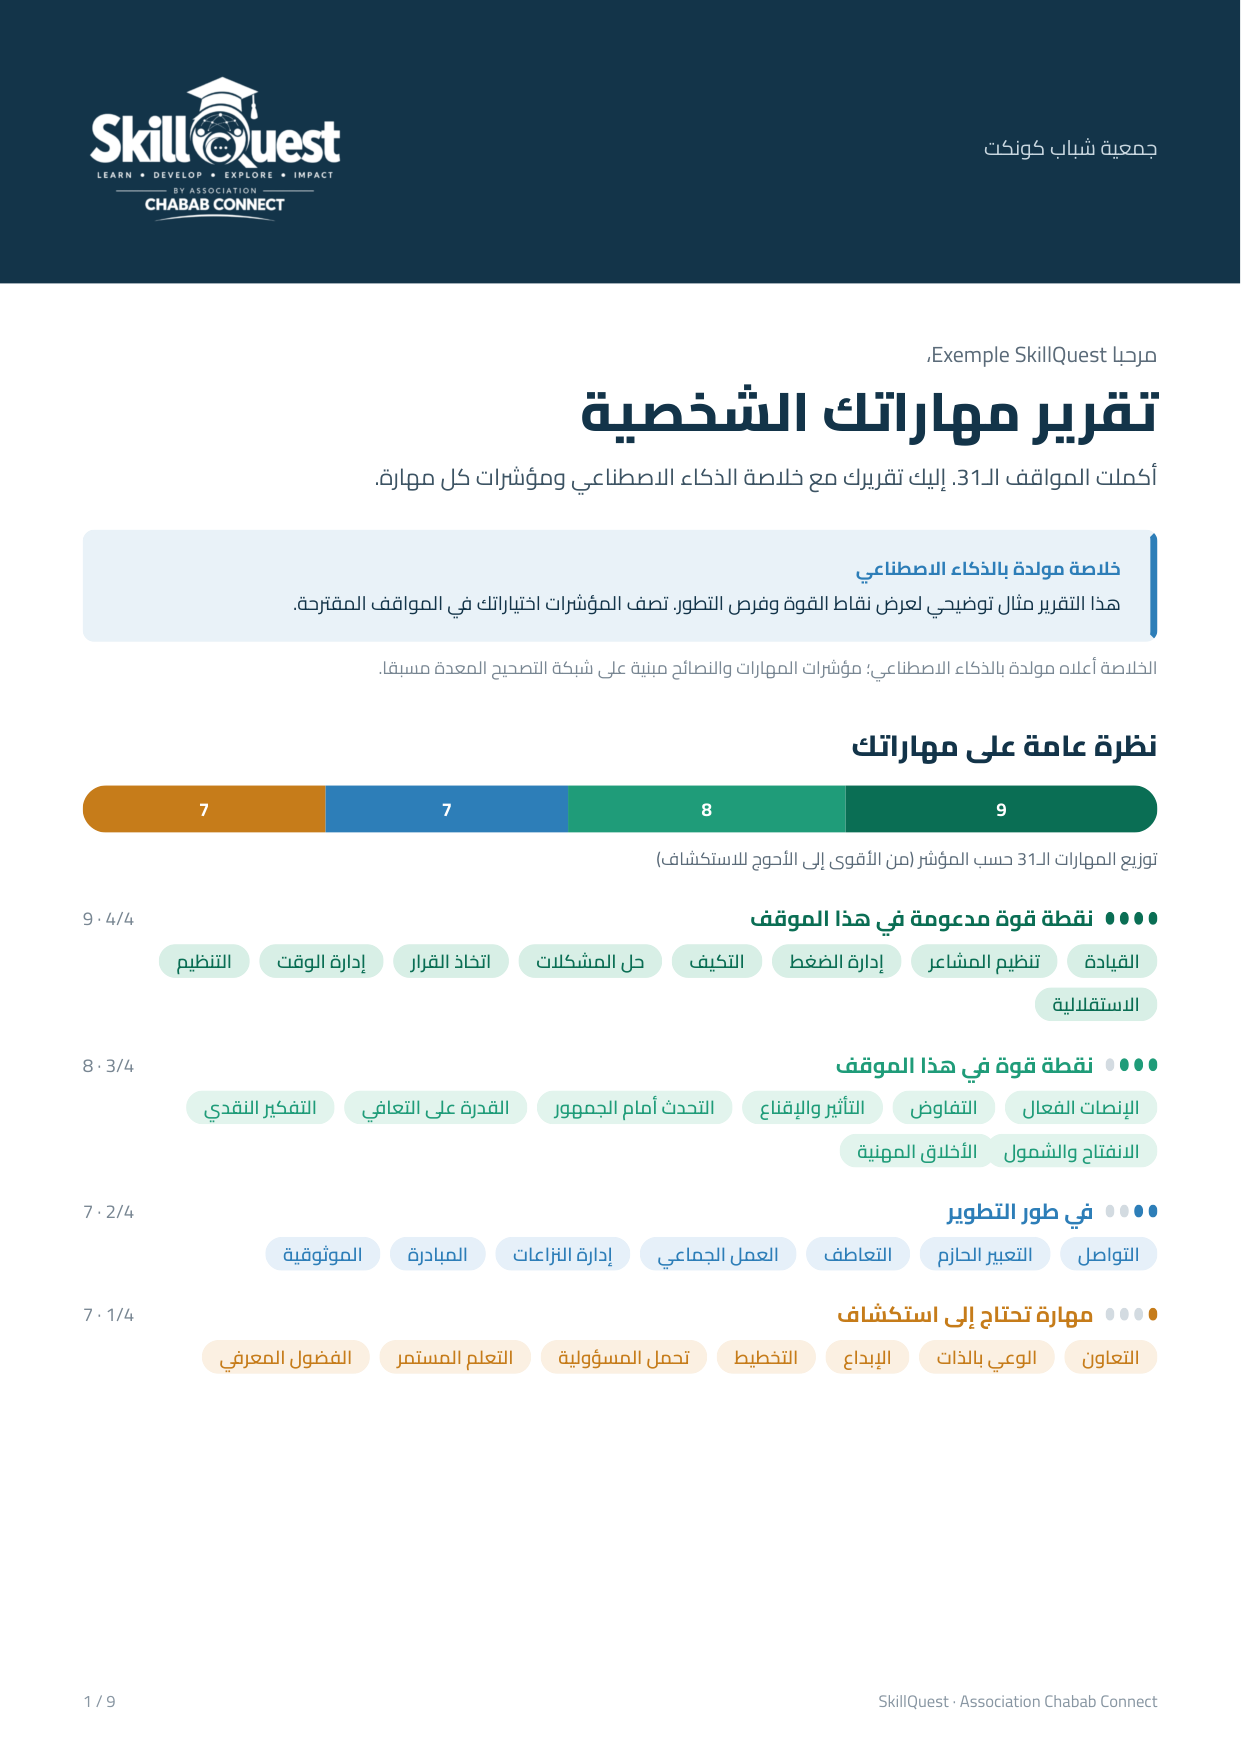 SkillQuest
LEARN • DEVELOP • EXPLORE • IMPACT
BY ASSOCIATION
CHABAB CONNECT
جمعية شباب كونكت
مرحبا Exemple SkillQuest،
تقرير مهاراتك الشخصية
أكملت المواقف الـ31. إليك تقريرك مع خلاصة الذكاء الاصطناعي ومؤشرات كل مهارة.
خلاصة مولدة بالذكاء الاصطناعي
هذا التقرير مثال توضيحي لعرض نقاط القوة وفرص التطور. تصف المؤشرات اختياراتك في المواقف المقترحة.
الخلاصة أعلاه مولدة بالذكاء الاصطناعي؛ مؤشرات المهارات والنصائح مبنية على شبكة التصحيح المعدة مسبقا.
نظرة عامة على مهاراتك
9 8 7 7
توزيع المهارات الـ31 حسب المؤشر (من الأقوى إلى الأحوج للاستكشاف)
نقطة قوة مدعومة في هذا الموقف 9 · 4/4
القيادة تنظيم المشاعر إدارة الضغط التكيف حل المشكلات اتخاذ القرار إدارة الوقت التنظيم
الاستقلالية
نقطة قوة في هذا الموقف 8 · 3/4
الإنصات الفعال التفاوض التأثير والإقناع التحدث أمام الجمهور القدرة على التعافي التفكير النقدي
الانفتاح والشمول الأخلاق المهنية
في طور التطوير 7 · 2/4
التواصل التعبير الحازم التعاطف العمل الجماعي إدارة النزاعات المبادرة الموثوقية
مهارة تحتاج إلى استكشاف 7 · 1/4
التعاون الوعي بالذات الإبداع التخطيط تحمل المسؤولية التعلم المستمر الفضول المعرفي
SkillQuest · Association Chabab Connect
1 / 9